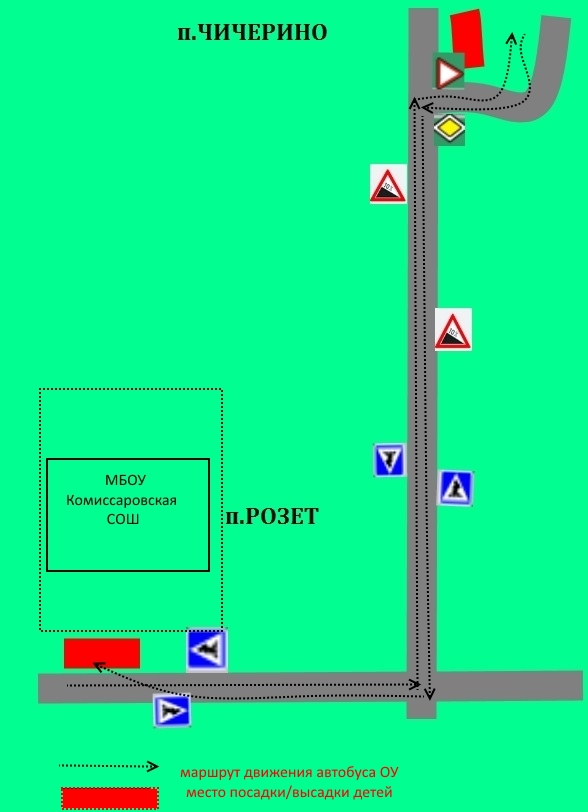 п.ЧИЧЕРИНО
МБОУ
Комиссаровская
СОШ
п.РОЗЕТ
маршрут движения автобуса ОУ
место посадки/высадки детей